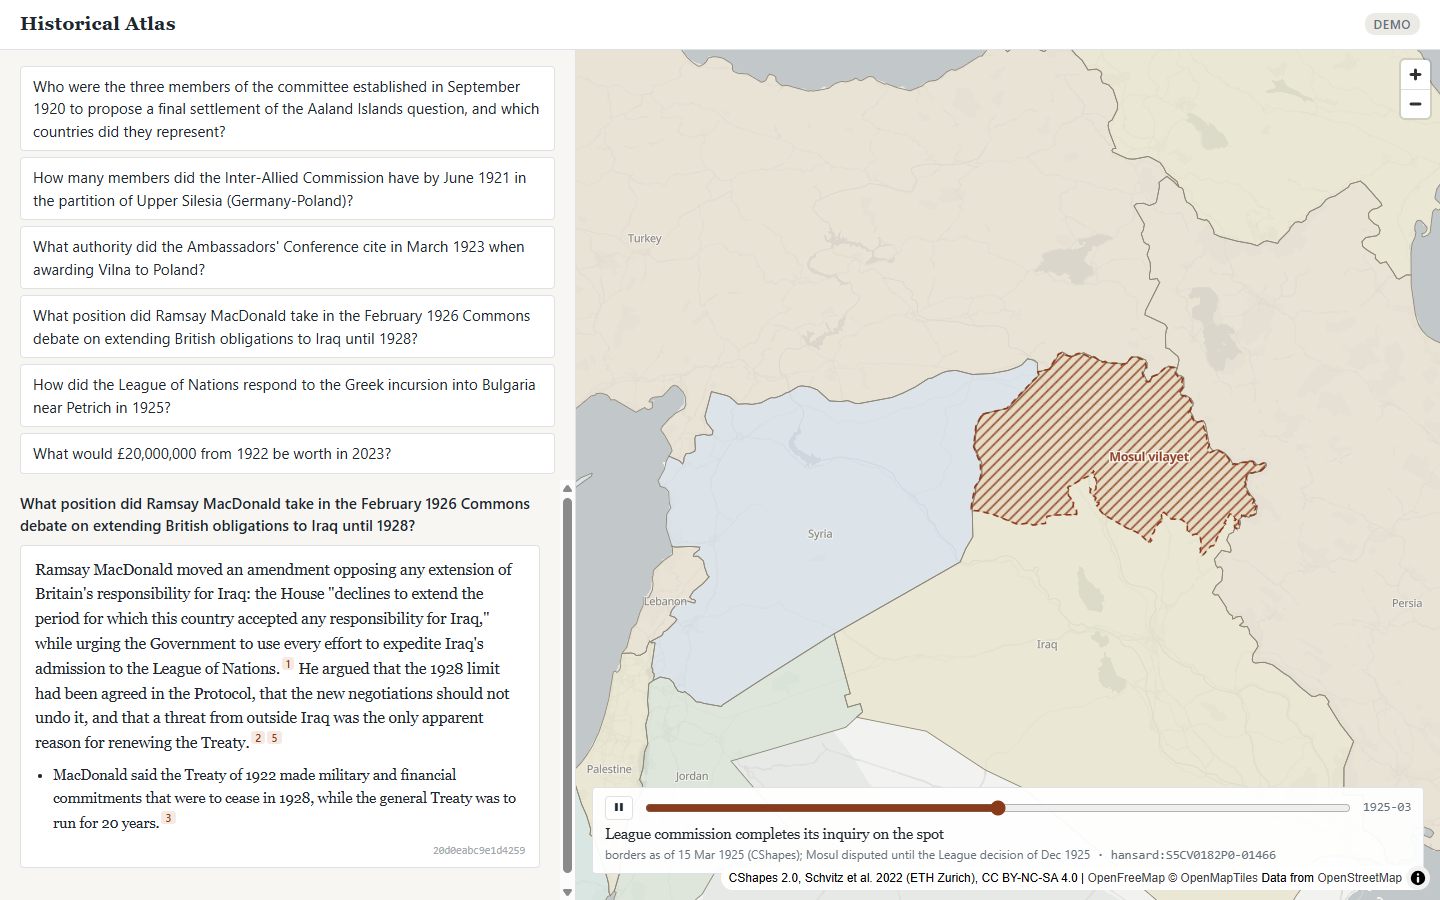 Historical Atlas
DEMO
Who were the three members of the committee established in September
1920 to propose a final settlement of the Aaland Islands question, and which
countries did they represent?
How many members did the Inter-Allied Commission have by June 1921 in
the partition of Upper Silesia (Germany-Poland)?
What authority did the Ambassadors' Conference cite in March 1923 when
awarding Vilna to Poland?
What position did Ramsay MacDonald take in the February 1926 Commons
debate on extending British obligations to Iraq until 1928?
How did the League of Nations respond to the Greek incursion into Bulgaria
near Petrich in 1925?
What would £20,000,000 from 1922 be worth in 2023?
What position did Ramsay MacDonald take in the February 1926 Commons
debate on extending British obligations to Iraq until 1928?
Ramsay MacDonald moved an amendment opposing any extension of
Britain's responsibility for Iraq: the House "declines to extend the
period for which this country accepted any responsibility for Iraq,"
while urging the Government to use every effort to expedite Iraq's
admission to the League of Nations. 1 He argued that the 1928 limit
had been agreed in the Protocol, that the new negotiations should not
undo it, and that a threat from outside Iraq was the only apparent
reason for renewing the Treaty. 2 5
• MacDonald said the Treaty of 1922 made military and financial
commitments that were to cease in 1928, while the general Treaty was to
run for 20 years. 3
20d0eabc9e1d4259
Turkey
Mosul vilayet
Syria
Lebanon
Persia
Iraq
Palestine
Jordan
1925-03
League commission completes its inquiry on the spot
borders as of 15 Mar 1925 (CShapes); Mosul disputed until the League decision of Dec 1925 • hansard:S5CV0182P0-01466
CShapes 2.0, Schvitz et al. 2022 (ETH Zurich), CC BY-NC-SA 4.0 | OpenFreeMap © OpenMapTiles Data from OpenStreetMap